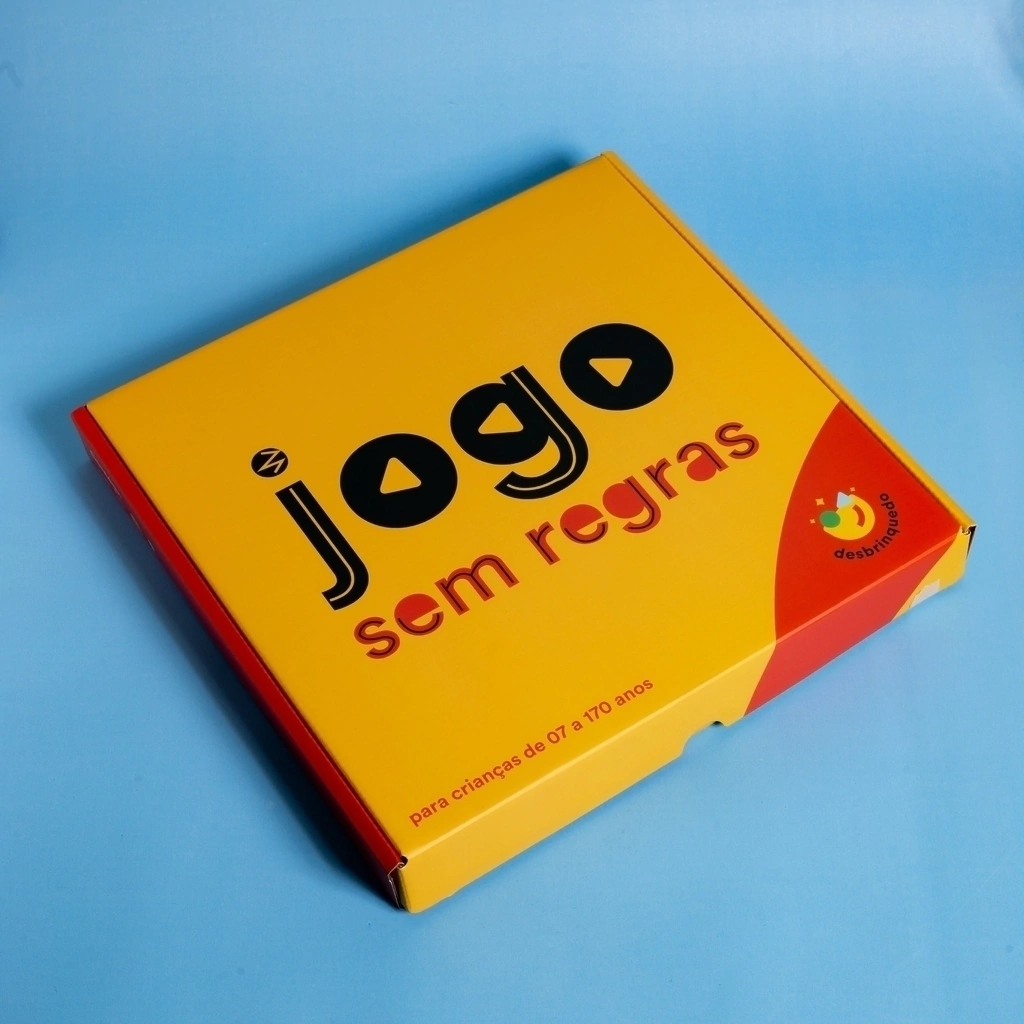 jogo
sem regras
desbrinquedo
para crianças de 07 a 170 anos